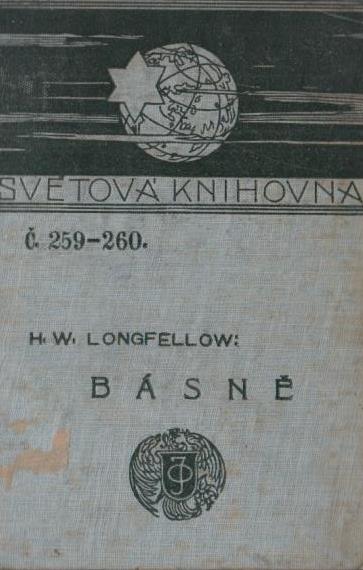 SVĚTOVÁ KNIHOVNA
Č. 259–260.
H. W. LONGFELLOW:
BÁSNĚ